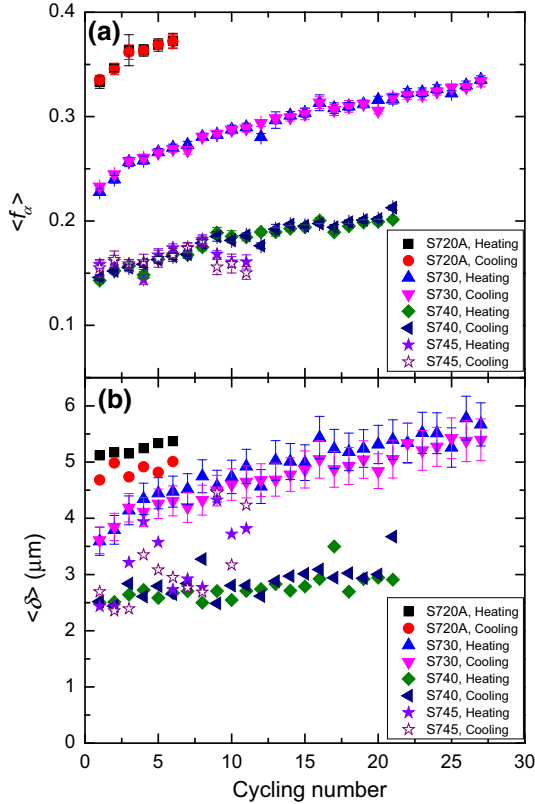 (a)
0.4
0.3
0.2
0.1
<fα>
S720A, Heating
S720A, Cooling
S730, Heating
S730, Cooling
S740, Heating
S740, Cooling
S745, Heating
S745, Cooling
(b)
6
5
4
3
2
1
0
<δ> (μm)
S720A, Heating
S720A, Cooling
S730, Heating
S730, Cooling
S740, Heating
S740, Cooling
S745, Heating
S745, Cooling
0 5 10 15 20 25 30
Cycling number